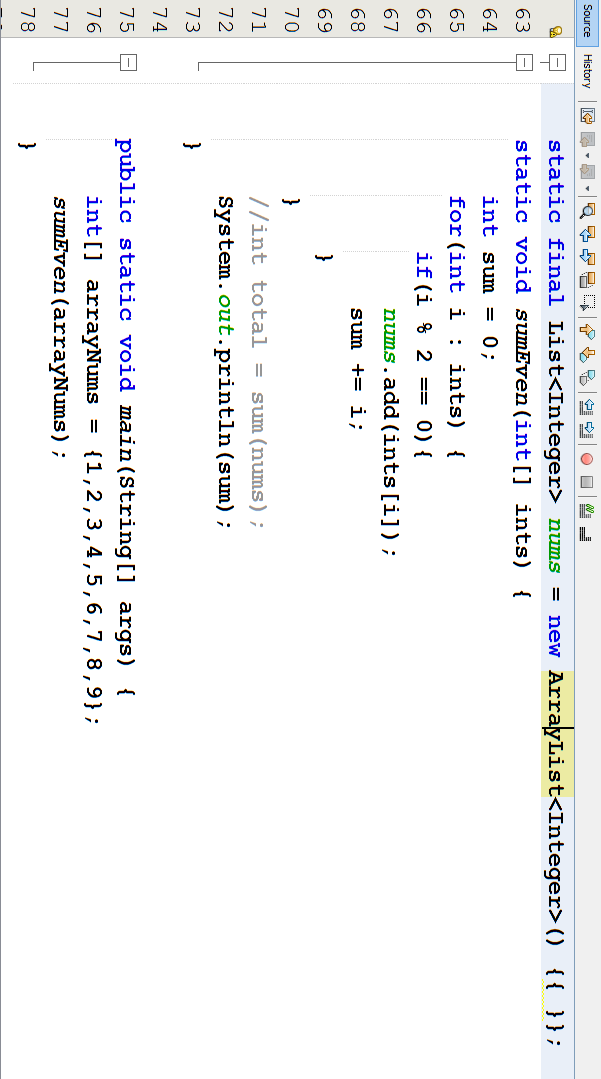 Source History
static final List<Integer> nums = new ArrayList<Integer>() {{ }};
63 static void sumEven(int[] ints) {
64 int sum = 0;
65 for(int i : ints) {
66 if(i % 2 == 0){
67 nums.add(ints[i]);
68 sum += i;
69 }
70 }
71 //int total = sum(nums);
72 System.out.println(sum);
73 }
74
75 public static void main(String[] args) {
76 int[] arrayNums = {1,2,3,4,5,6,7,8,9};
77 sumEven(arrayNums);
78 }